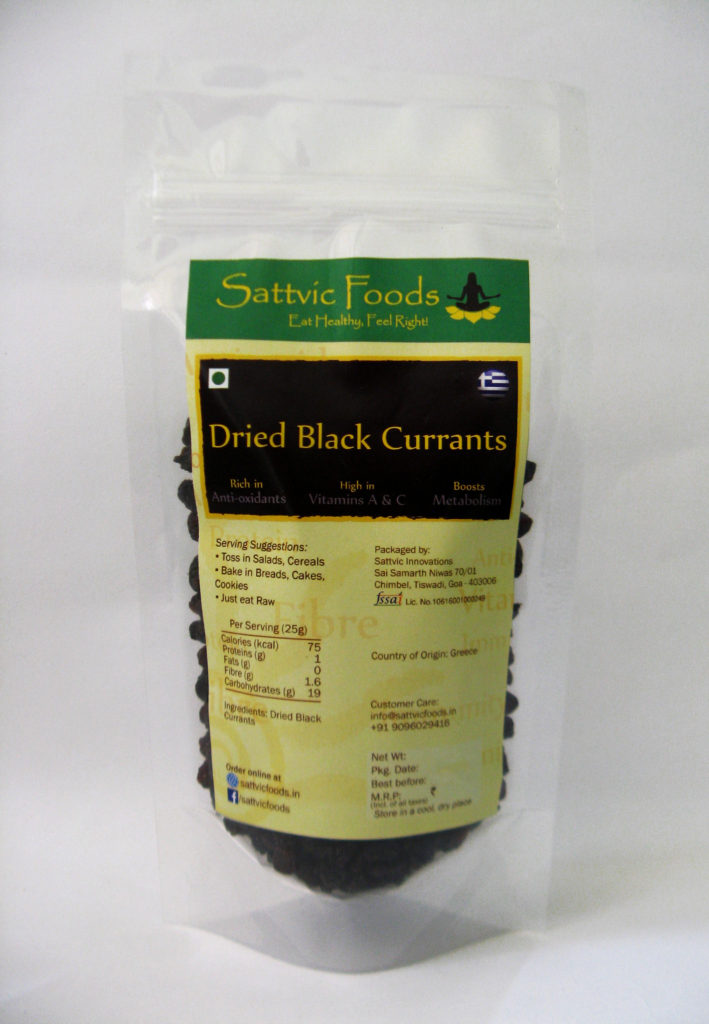 Sattvic Foods
Eat Healthy, Feel Right!
Dried Black Currants
Rich in
Anti-oxidants
High in
Vitamins A & C
Boosts
Metabolism
Serving Suggestions:
• Toss in Salads, Cereals
• Bake in Breads, Cakes,
Cookies
• Just eat Raw
Per Serving (25g)
Calories (kcal) 75
Proteins (g) 1
Fats (g) 0
Fibre (g) 1.6
Carbohydrates (g) 19
Ingredients: Dried Black
Currants
Order online at
sattvicfoods.in
f/sattvicfoods
Packaged by:
Sattvic Innovations
Sai Samarth Niwas 70/01
Chimbel, Tiswadi, Goa - 403006
fssai Lic. No.10616001000249
Fibre
Country of Origin: Greece
Customer Care:
info@sattvicfoods.in
+91 9096029416
Net Wt:
Pkg. Date:
Best before:
M.R.P: ₹
(Incl. of all taxes)
Store in a cool, dry place